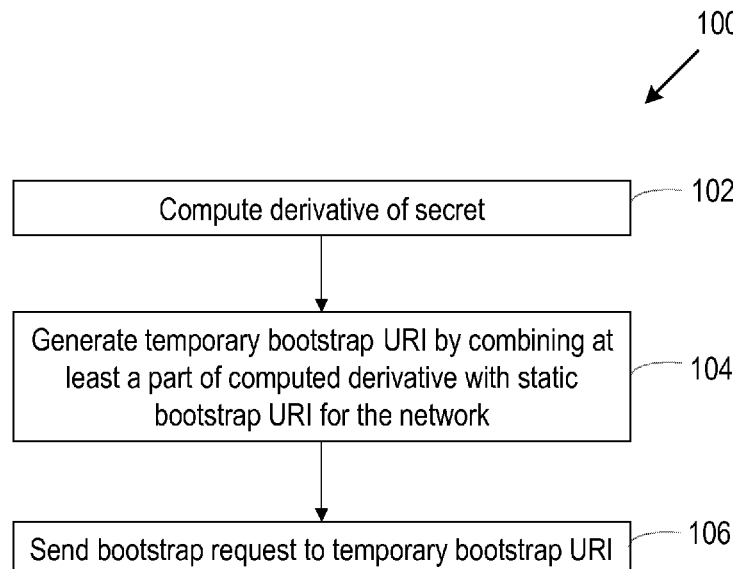 100
Compute derivative of secret
102
Generate temporary bootstrap URI by combining at
least a part of computed derivative with static
bootstrap URI for the network
104
Send bootstrap request to temporary bootstrap URI
106